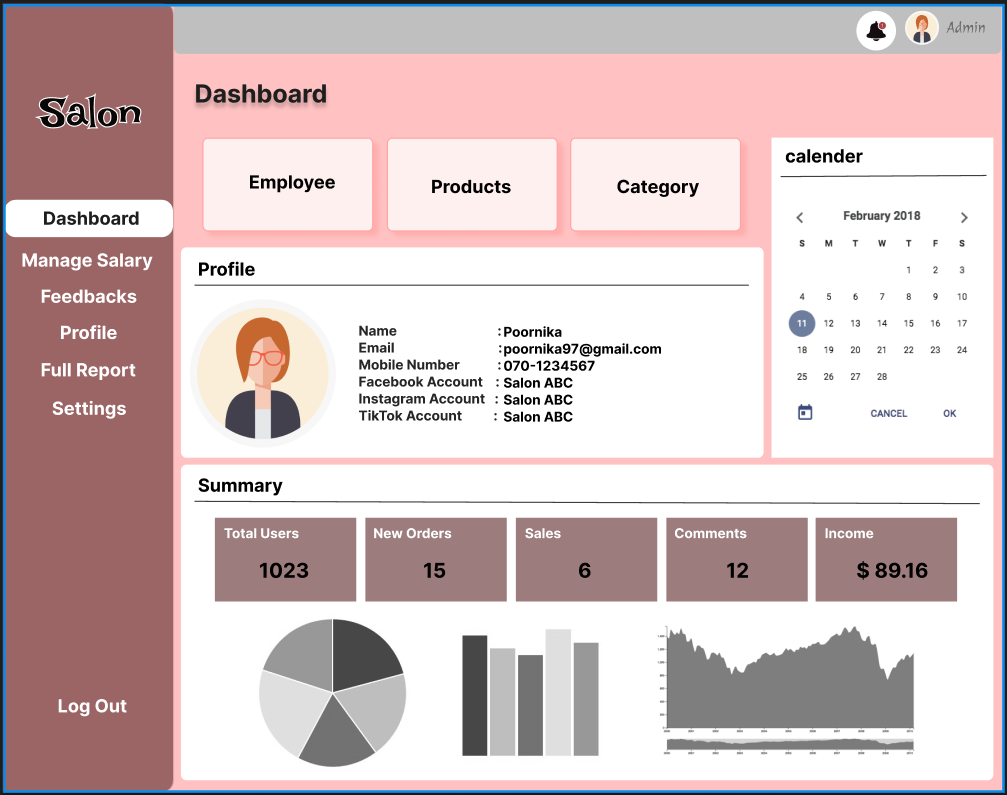 Admin
Salon
Dashboard
Employee
Products
Category
calender
February 2018
S M T W T F S
1 2 3
4 5 6 7 8 9 10
11 12 13 14 15 16 17
18 19 20 21 22 23 24
25 26 27 28
CANCEL OK
Dashboard
Manage Salary
Feedbacks
Profile
Full Report
Settings
Log Out
Profile
Name : Poornika
Email : poornika97@gmail.com
Mobile Number : 070-1234567
Facebook Account : Salon ABC
Instagram Account : Salon ABC
TikTok Account : Salon ABC
Summary
Total Users
1023
New Orders
15
Sales
6
Comments
12
Income
$ 89.16